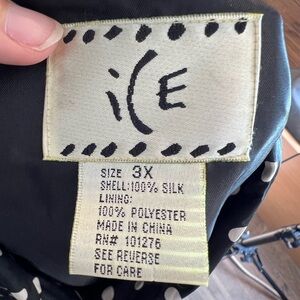 iCE
SIZE 3X
SHELL:100% SILK
LINING:
100% POLYESTER
MADE IN CHINA
RN# 101276
SEE REVERSE
FOR CARE